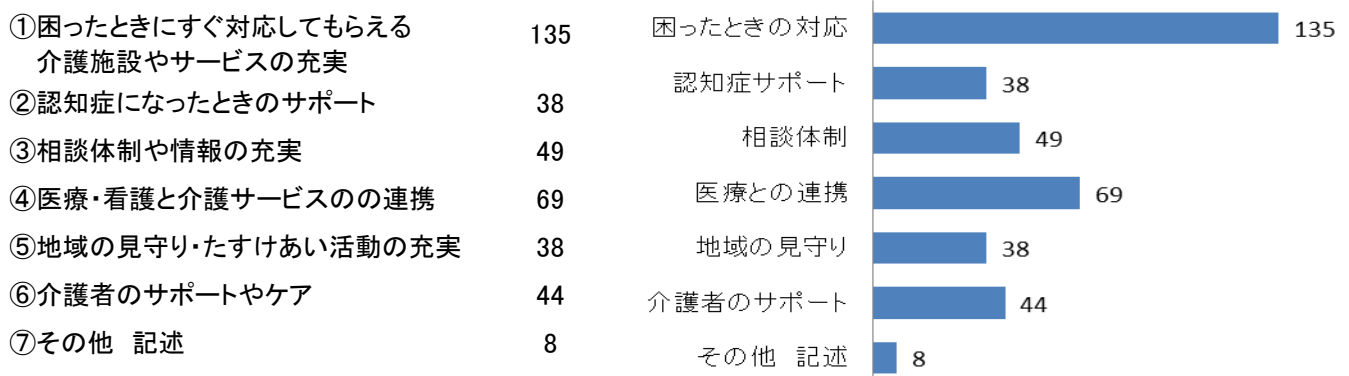 ①困ったときにすぐ対応してもらえる
介護施設やサービスの充実 135
②認知症になったときのサポート 38
③相談体制や情報の充実 49
④医療・看護と介護サービスのの連携 69
⑤地域の見守り・たすけあい活動の充実 38
⑥介護者のサポートやケア 44
⑦その他 記述 8
困ったときの対応 135
認知症サポート 38
相談体制 49
医療との連携 69
地域の見守り 38
介護者のサポート 44
その他 記述 8